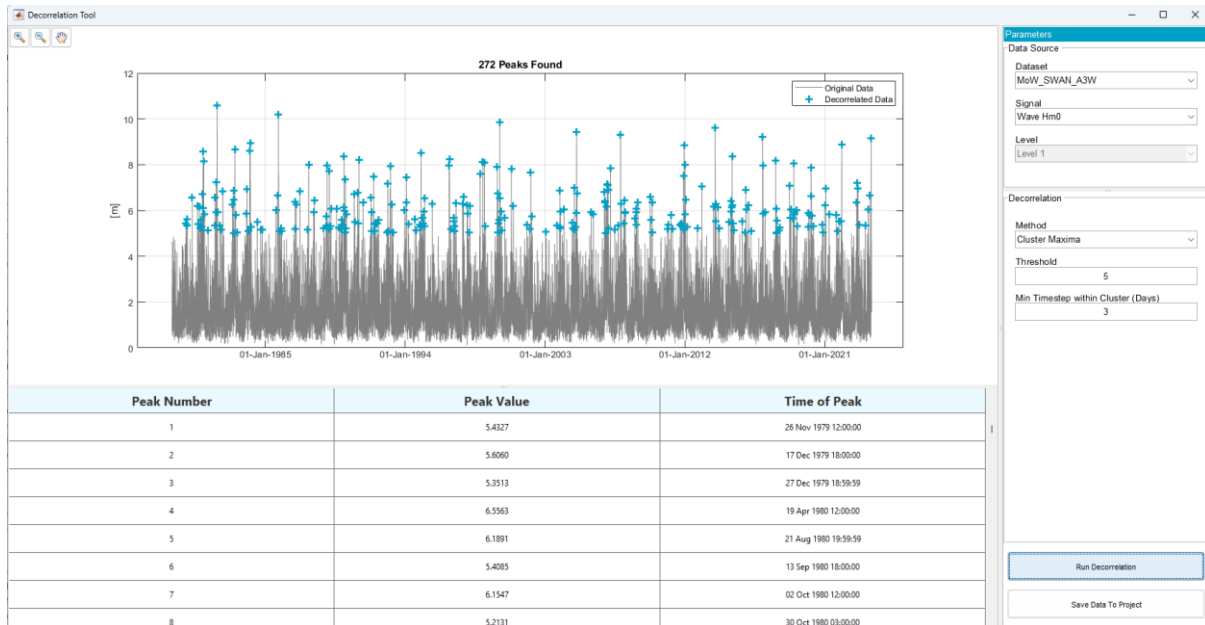 Decorrelation Tool
272 Peaks Found
12
10
8
6
4
2
0
[m]
01-Jan-1985
01-Jan-1994
01-Jan-2003
01-Jan-2012
01-Jan-2021
Original Data
Decorrelated Data
Peak Number Peak Value Time of Peak
1 5.4327 26 Nov 1979 12:00:00
2 5.6060 17 Dec 1979 18:00:00
3 5.3513 27 Dec 1979 18:59:59
4 6.5563 19 Apr 1980 12:00:00
5 6.1891 21 Aug 1980 19:59:59
6 5.4085 13 Sep 1980 18:00:00
7 6.1547 02 Oct 1980 12:00:00
8 5.2131 30 Oct 1980 03:00:00
Parameters
Data Source
Dataset
MoW_SWAN_A3W
Signal
Wave Hm0
Level
Level 1
Decorrelation
Method
Cluster Maxima
Threshold
5
Min Timestep within Cluster (Days)
3
Run Decorrelation
Save Data To Project